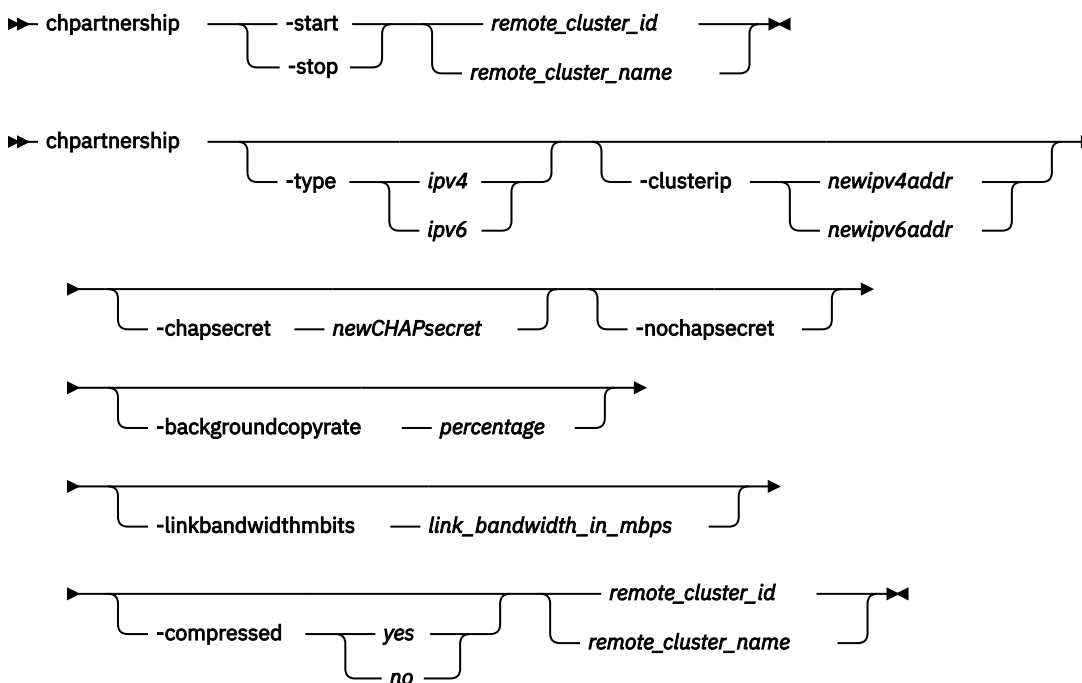 chpartnership -start remote_cluster_id
-stop remote_cluster_name
chpartnership
-type ipv4 -clusterip newipv4addr
ipv6 newipv6addr
-chapsecret newCHAPsecret -nochapsecret
-backgroundcopyrate percentage
-linkbandwidthmbits link_bandwidth_in_mbps
remote_cluster_id
-compressed yes remote_cluster_name
no